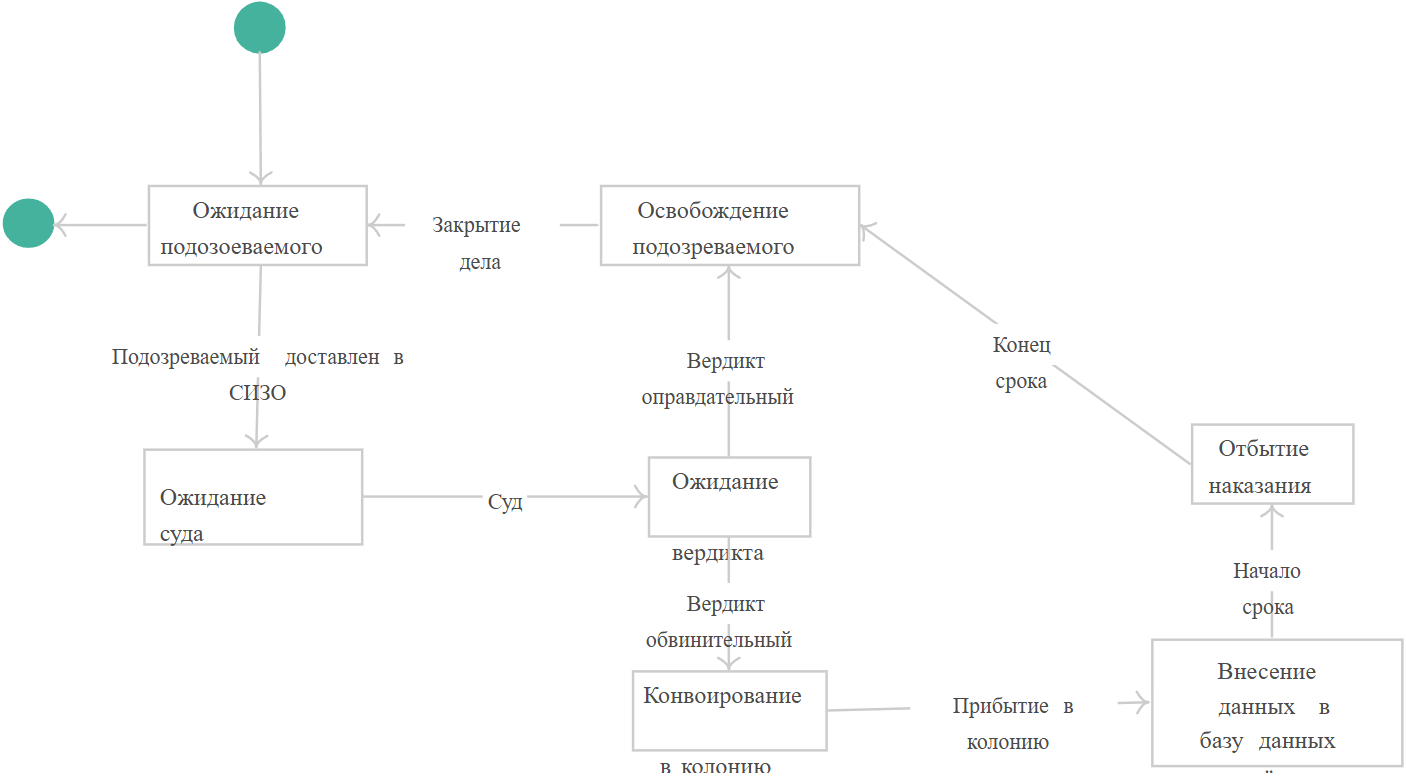 Ожидание
подозоеваемого
Закрытие
дела
Освобождение
подозреваемого
Подозреваемый доставлен в
СИЗО
Вердикт
оправдательный
Конец
срока
Ожидание
суда
Суд
Ожидание
вердикта
Отбытие
наказания
Вердикт
обвинительный
Начало
срока
Конвоирование
в колонию
Прибытие в
колонию
Внесение
данных в
базу данных